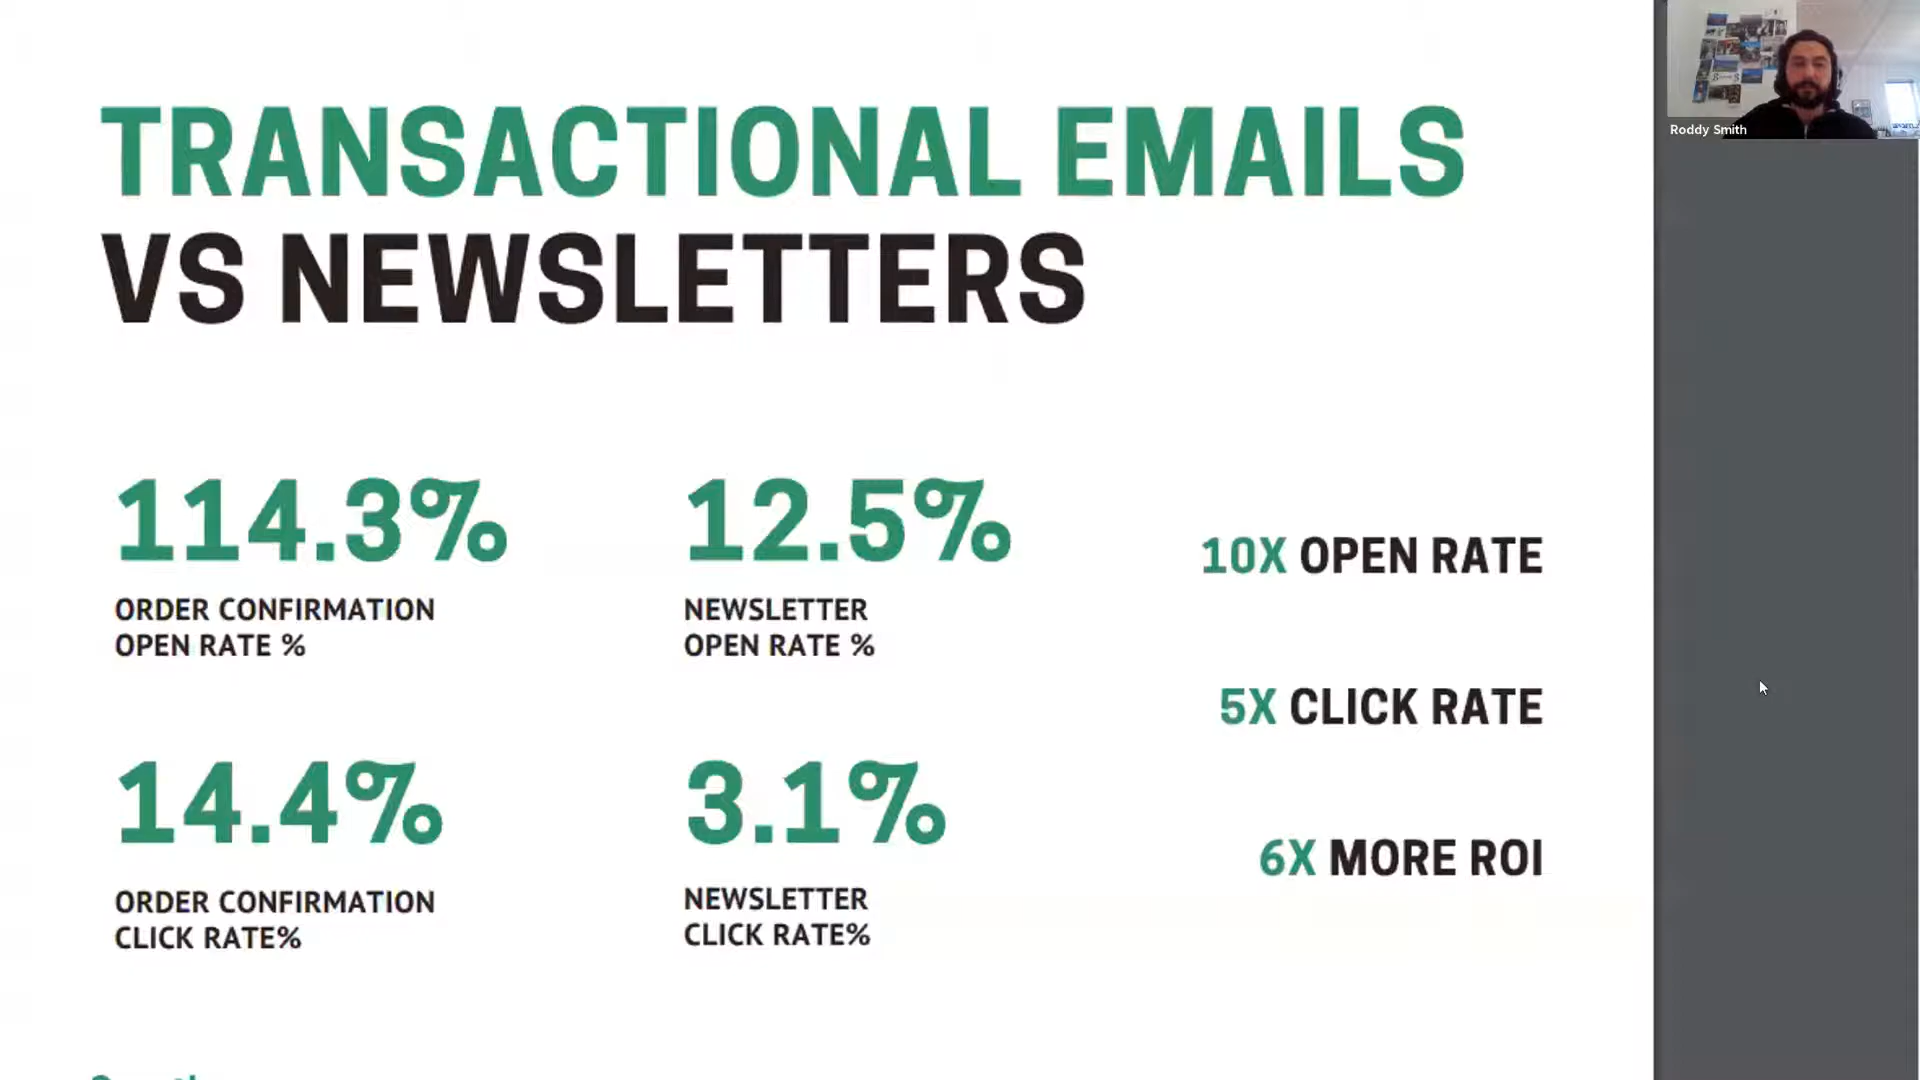 TRANSACTIONAL EMAILS
VS NEWSLETTERS
114.3%
ORDER CONFIRMATION
OPEN RATE %
12.5%
NEWSLETTER
OPEN RATE %
14.4%
ORDER CONFIRMATION
CLICK RATE%
3.1%
NEWSLETTER
CLICK RATE%
10X OPEN RATE
5X CLICK RATE
6X MORE ROI
Roddy Smith